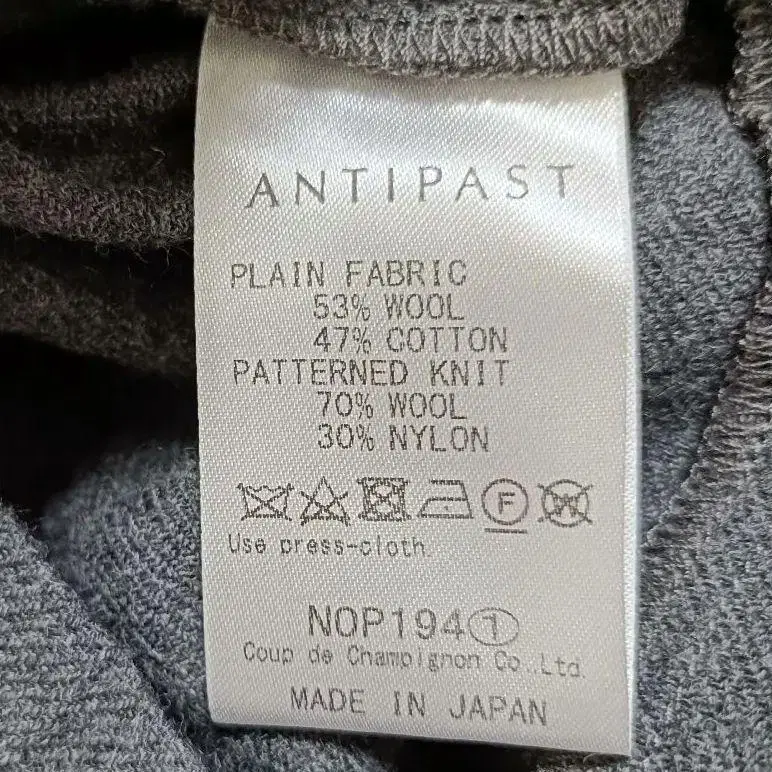 ANTIPAST
PLAIN FABRIC
53% WOOL
47% COTTON
PATTERNED KNIT
70% WOOL
30% NYLON
F W
Use press-cloth
NOP194①
Coup de Champignon Co.,Ltd.
MADE IN JAPAN